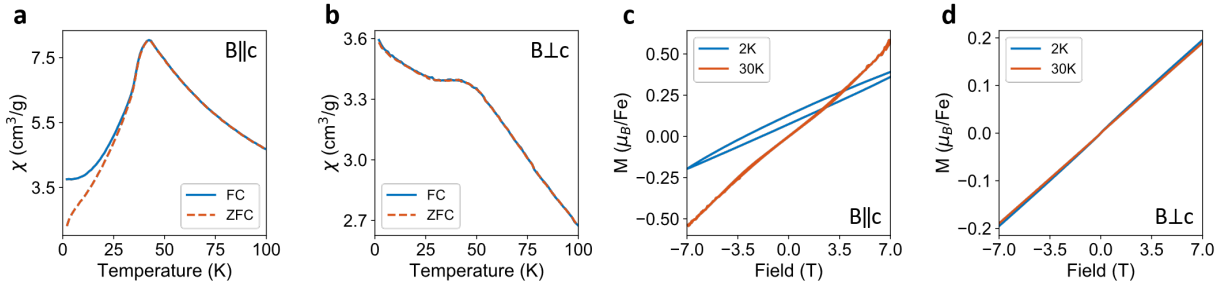 a
χ (cm³/g)
7.5
5.5
3.5
B∥c
FC
ZFC
0 25 50 75 100
Temperature (K)
b
χ (cm³/g)
3.6
3.3
3.0
2.7
B⊥c
FC
ZFC
0 25 50 75 100
Temperature (K)
c
M (μ_B/Fe)
0.50
0.25
0.00
−0.25
−0.50
2K
30K
B∥c
−7.0 −3.5 0.0 3.5 7.0
Field (T)
d
M (μ_B/Fe)
0.2
0.1
0.0
−0.1
−0.2
2K
30K
B⊥c
−7.0 −3.5 0.0 3.5 7.0
Field (T)